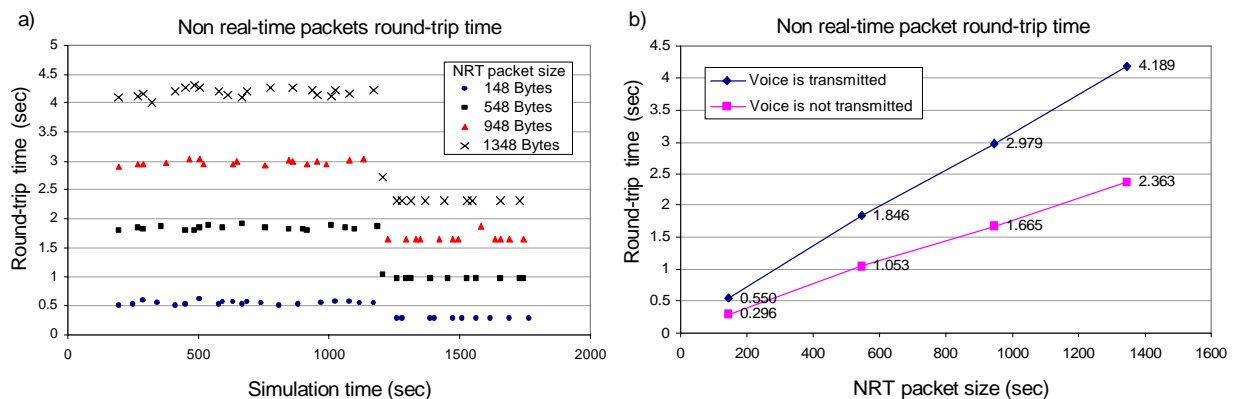 a)
Non real-time packets round-trip time
Round-trip time (sec)
5
4.5
4
3.5
3
2.5
2
1.5
1
0.5
0
0
500
1000
1500
2000
Simulation time (sec)
NRT packet size
148 Bytes
548 Bytes
948 Bytes
1348 Bytes
b)
Non real-time packet round-trip time
Round-trip time (sec)
4.5
4
3.5
3
2.5
2
1.5
1
0.5
0
0
200
400
600
800
1000
1200
1400
1600
NRT packet size (sec)
Voice is transmitted
Voice is not transmitted
4.189
2.979
2.363
1.846
1.665
1.053
0.550
0.296